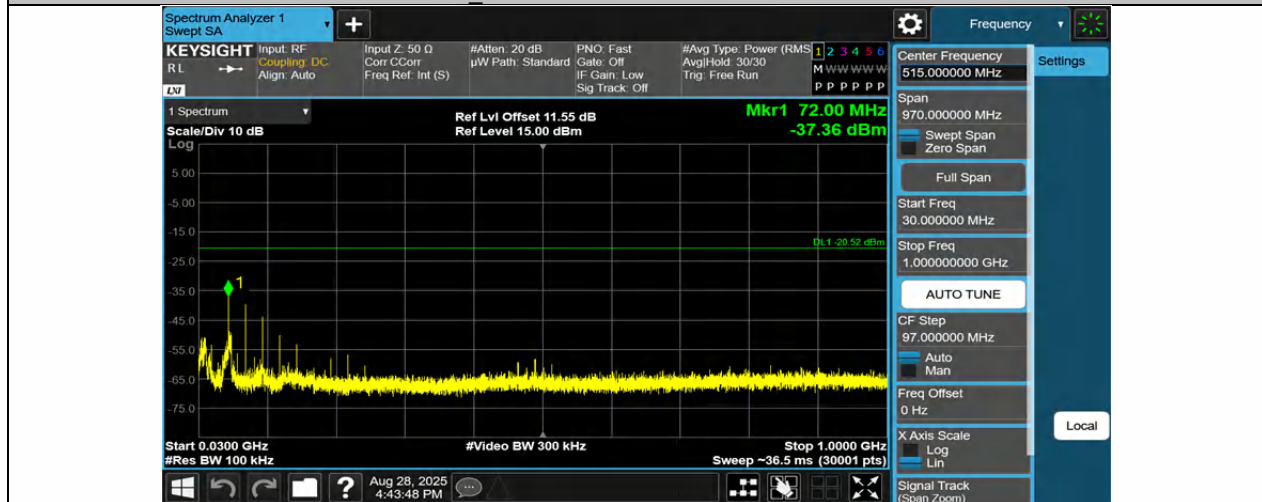 Spectrum Analyzer 1
Swept SA
+
Frequency
KEYSIGHT
RL
LXI
Input: RF
Coupling: DC
Align: Auto
Input Z: 50 Ω
Corr CCorr
Freq Ref: Int (S)
#Atten: 20 dB
µW Path: Standard
PNO: Fast
Gate: Off
IF Gain: Low
Sig Track: Off
#Avg Type: Power (RMS
Avg|Hold: 30/30
Trig: Free Run
1 2 3 4 5 6
M W W W W W
P P P P P P
1 Spectrum
Scale/Div 10 dB
Log
Ref Lvl Offset 11.55 dB
Ref Level 15.00 dBm
Mkr1 72.00 MHz
-37.36 dBm
5.00
-5.00
-15.0
DL1 -20.52 dBm
-25.0
1
-35.0
-45.0
-55.0
-65.0
-75.0
Start 0.0300 GHz
#Res BW 100 kHz
#Video BW 300 kHz
Stop 1.0000 GHz
Sweep ~36.5 ms (30001 pts)
?
Aug 28, 2025
4:43:48 PM
Center Frequency
515.000000 MHz
Span
970.000000 MHz
Swept Span
Zero Span
Full Span
Start Freq
30.000000 MHz
Stop Freq
1.000000000 GHz
AUTO TUNE
CF Step
97.000000 MHz
Auto
Man
Freq Offset
0 Hz
X Axis Scale
Log
Lin
Signal Track
(Span Zoom)
Settings
Local